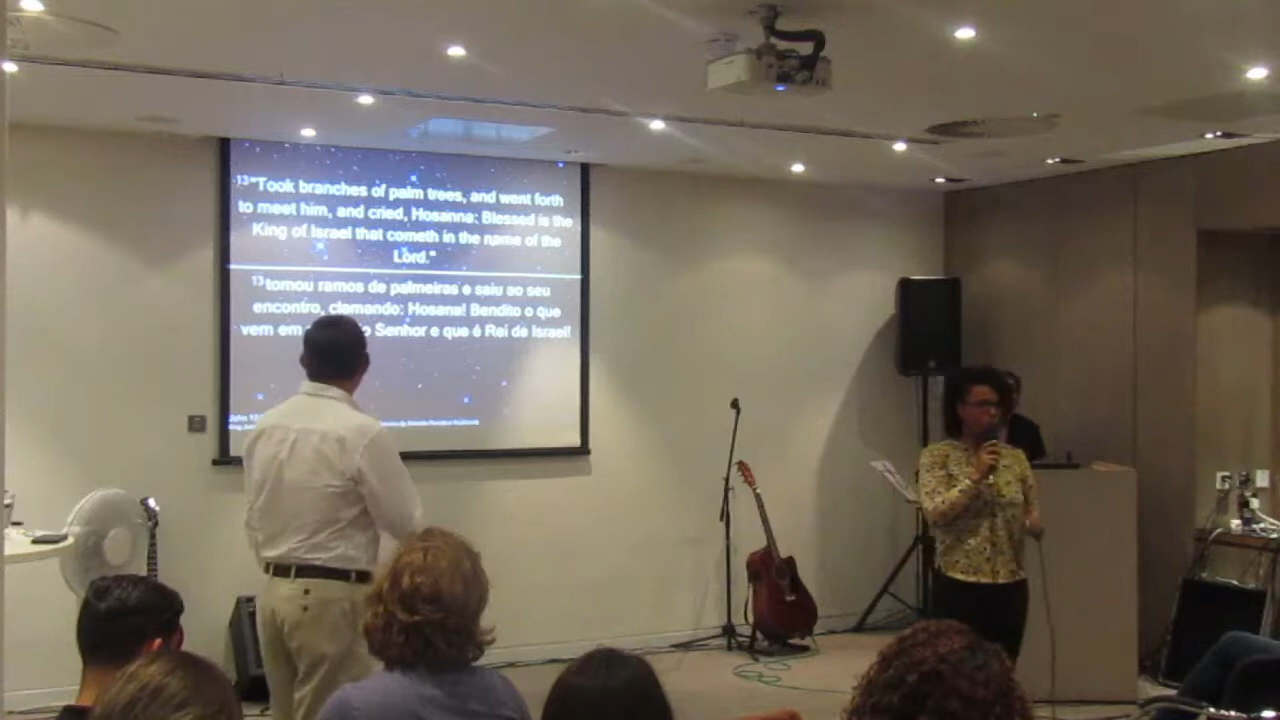 13"Took branches of palm trees, and went forth
to meet him, and cried, Hosanna: Blessed is the
King of Israel that cometh in the name of the
Lord."
13tomou ramos de palmeiras e saiu ao seu
encontro, clamando: Hosana! Bendito o que
vem em Senhor e que é Rei de Israel!
John